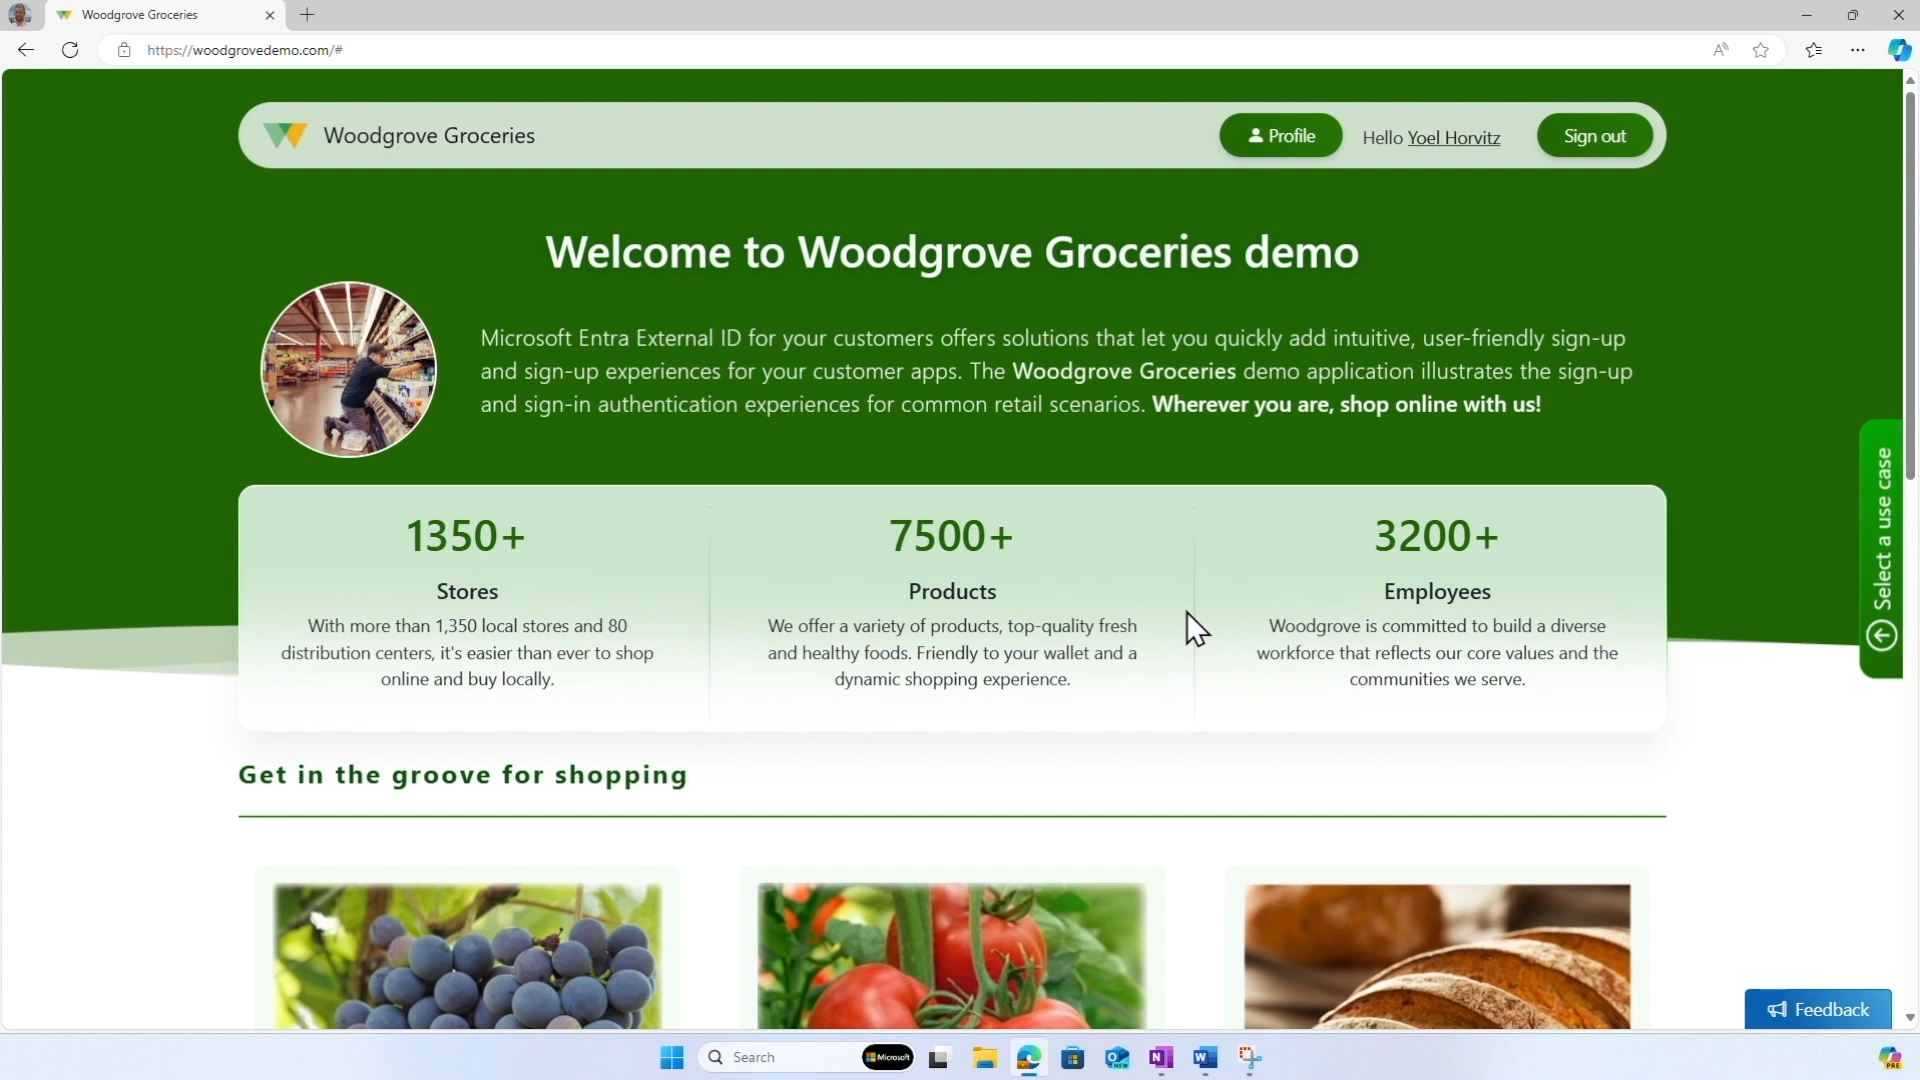 Woodgrove Groceries
https://woodgrovedemo.com/#
Woodgrove Groceries
Profile
Hello Yoel Horvitz
Sign out
Welcome to Woodgrove Groceries demo
Microsoft Entra External ID for your customers offers solutions that let you quickly add intuitive, user-friendly sign-up
and sign-up experiences for your customer apps. The Woodgrove Groceries demo application illustrates the sign-up
and sign-in authentication experiences for common retail scenarios. Wherever you are, shop online with us!
Select a use case
1350+
Stores
With more than 1,350 local stores and 80
distribution centers, it's easier than ever to shop
online and buy locally.
7500+
Products
We offer a variety of products, top-quality fresh
and healthy foods. Friendly to your wallet and a
dynamic shopping experience.
3200+
Employees
Woodgrove is committed to build a diverse
workforce that reflects our core values and the
communities we serve.
Get in the groove for shopping
Feedback
Search
Microsoft
PRE